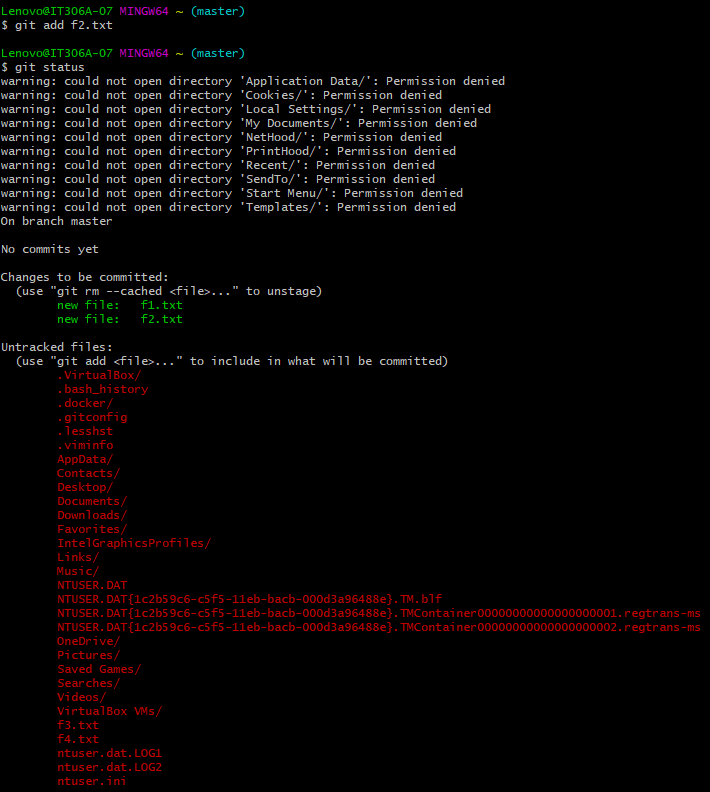 Lenovo@IT306A-07 MINGW64 ~ (master)
$ git add f2.txt

Lenovo@IT306A-07 MINGW64 ~ (master)
$ git status
warning: could not open directory 'Application Data/': Permission denied
warning: could not open directory 'Cookies/': Permission denied
warning: could not open directory 'Local Settings/': Permission denied
warning: could not open directory 'My Documents/': Permission denied
warning: could not open directory 'NetHood/': Permission denied
warning: could not open directory 'PrintHood/': Permission denied
warning: could not open directory 'Recent/': Permission denied
warning: could not open directory 'SendTo/': Permission denied
warning: could not open directory 'Start Menu/': Permission denied
warning: could not open directory 'Templates/': Permission denied
On branch master

No commits yet

Changes to be committed:
  (use "git rm --cached <file>..." to unstage)
        new file:   f1.txt
        new file:   f2.txt

Untracked files:
  (use "git add <file>..." to include in what will be committed)
        .VirtualBox/
        .bash_history
        .docker/
        .gitconfig
        .lesshst
        .viminfo
        AppData/
        Contacts/
        Desktop/
        Documents/
        Downloads/
        Favorites/
        IntelGraphicsProfiles/
        Links/
        Music/
        NTUSER.DAT
        NTUSER.DAT{1c2b59c6-c5f5-11eb-bacb-000d3a96488e}.TM.blf
        NTUSER.DAT{1c2b59c6-c5f5-11eb-bacb-000d3a96488e}.TMContainer00000000000000000001.regtrans-ms
        NTUSER.DAT{1c2b59c6-c5f5-11eb-bacb-000d3a96488e}.TMContainer00000000000000000002.regtrans-ms
        OneDrive/
        Pictures/
        Saved Games/
        Searches/
        Videos/
        VirtualBox VMs/
        f3.txt
        f4.txt
        ntuser.dat.LOG1
        ntuser.dat.LOG2
        ntuser.ini